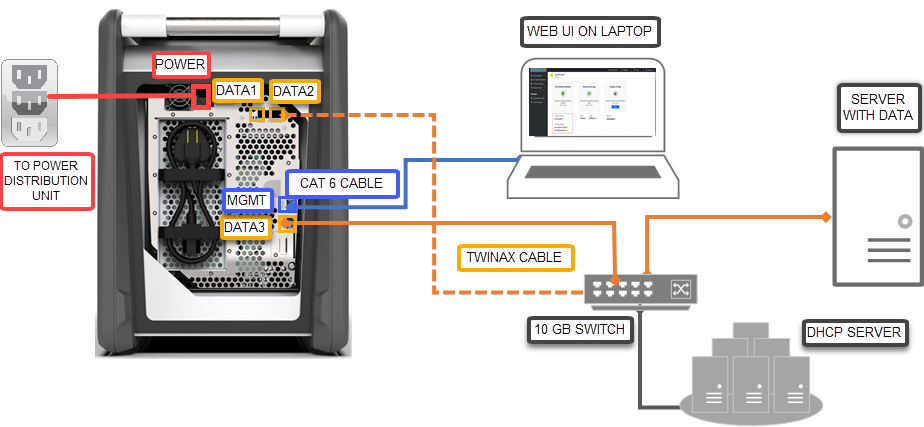 WEB UI ON LAPTOP
POWER
DATA1
DATA2
SERVER
WITH DATA
TO POWER
DISTRIBUTION
UNIT
CAT 6 CABLE
MGMT
DATA3
TWINAX CABLE
10 GB SWITCH
DHCP SERVER